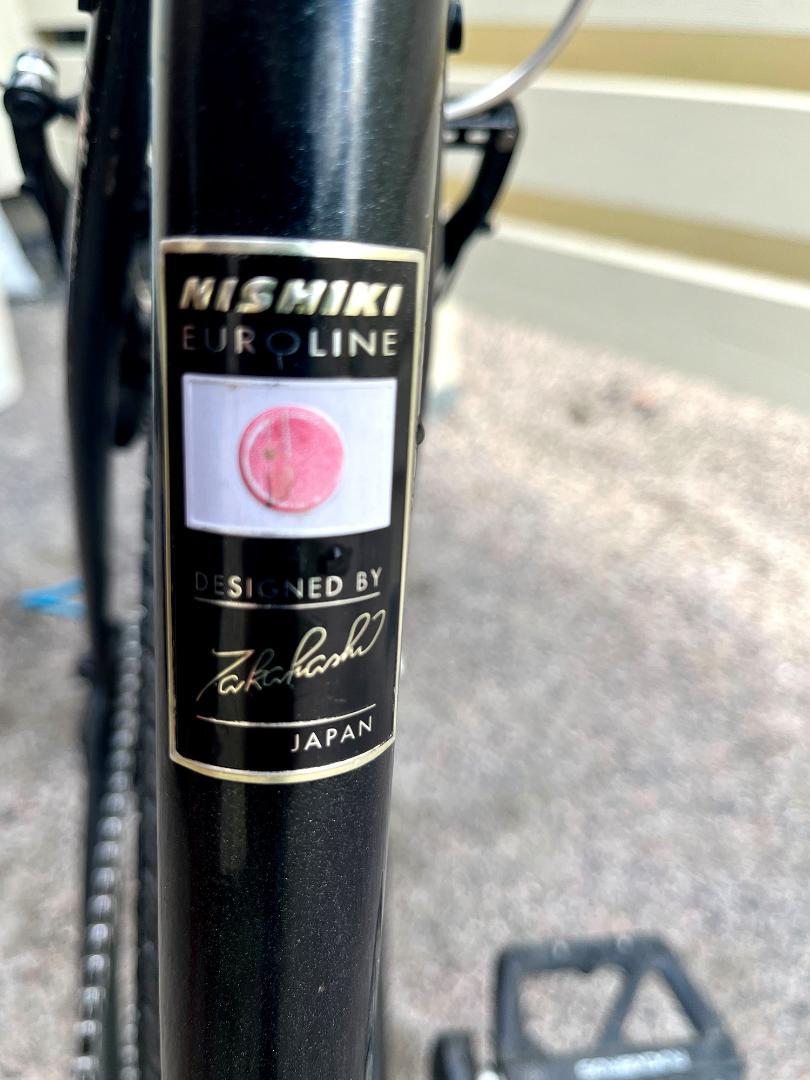 NISHIKI
EUROLINE
DESIGNED BY
Takahashi
JAPAN